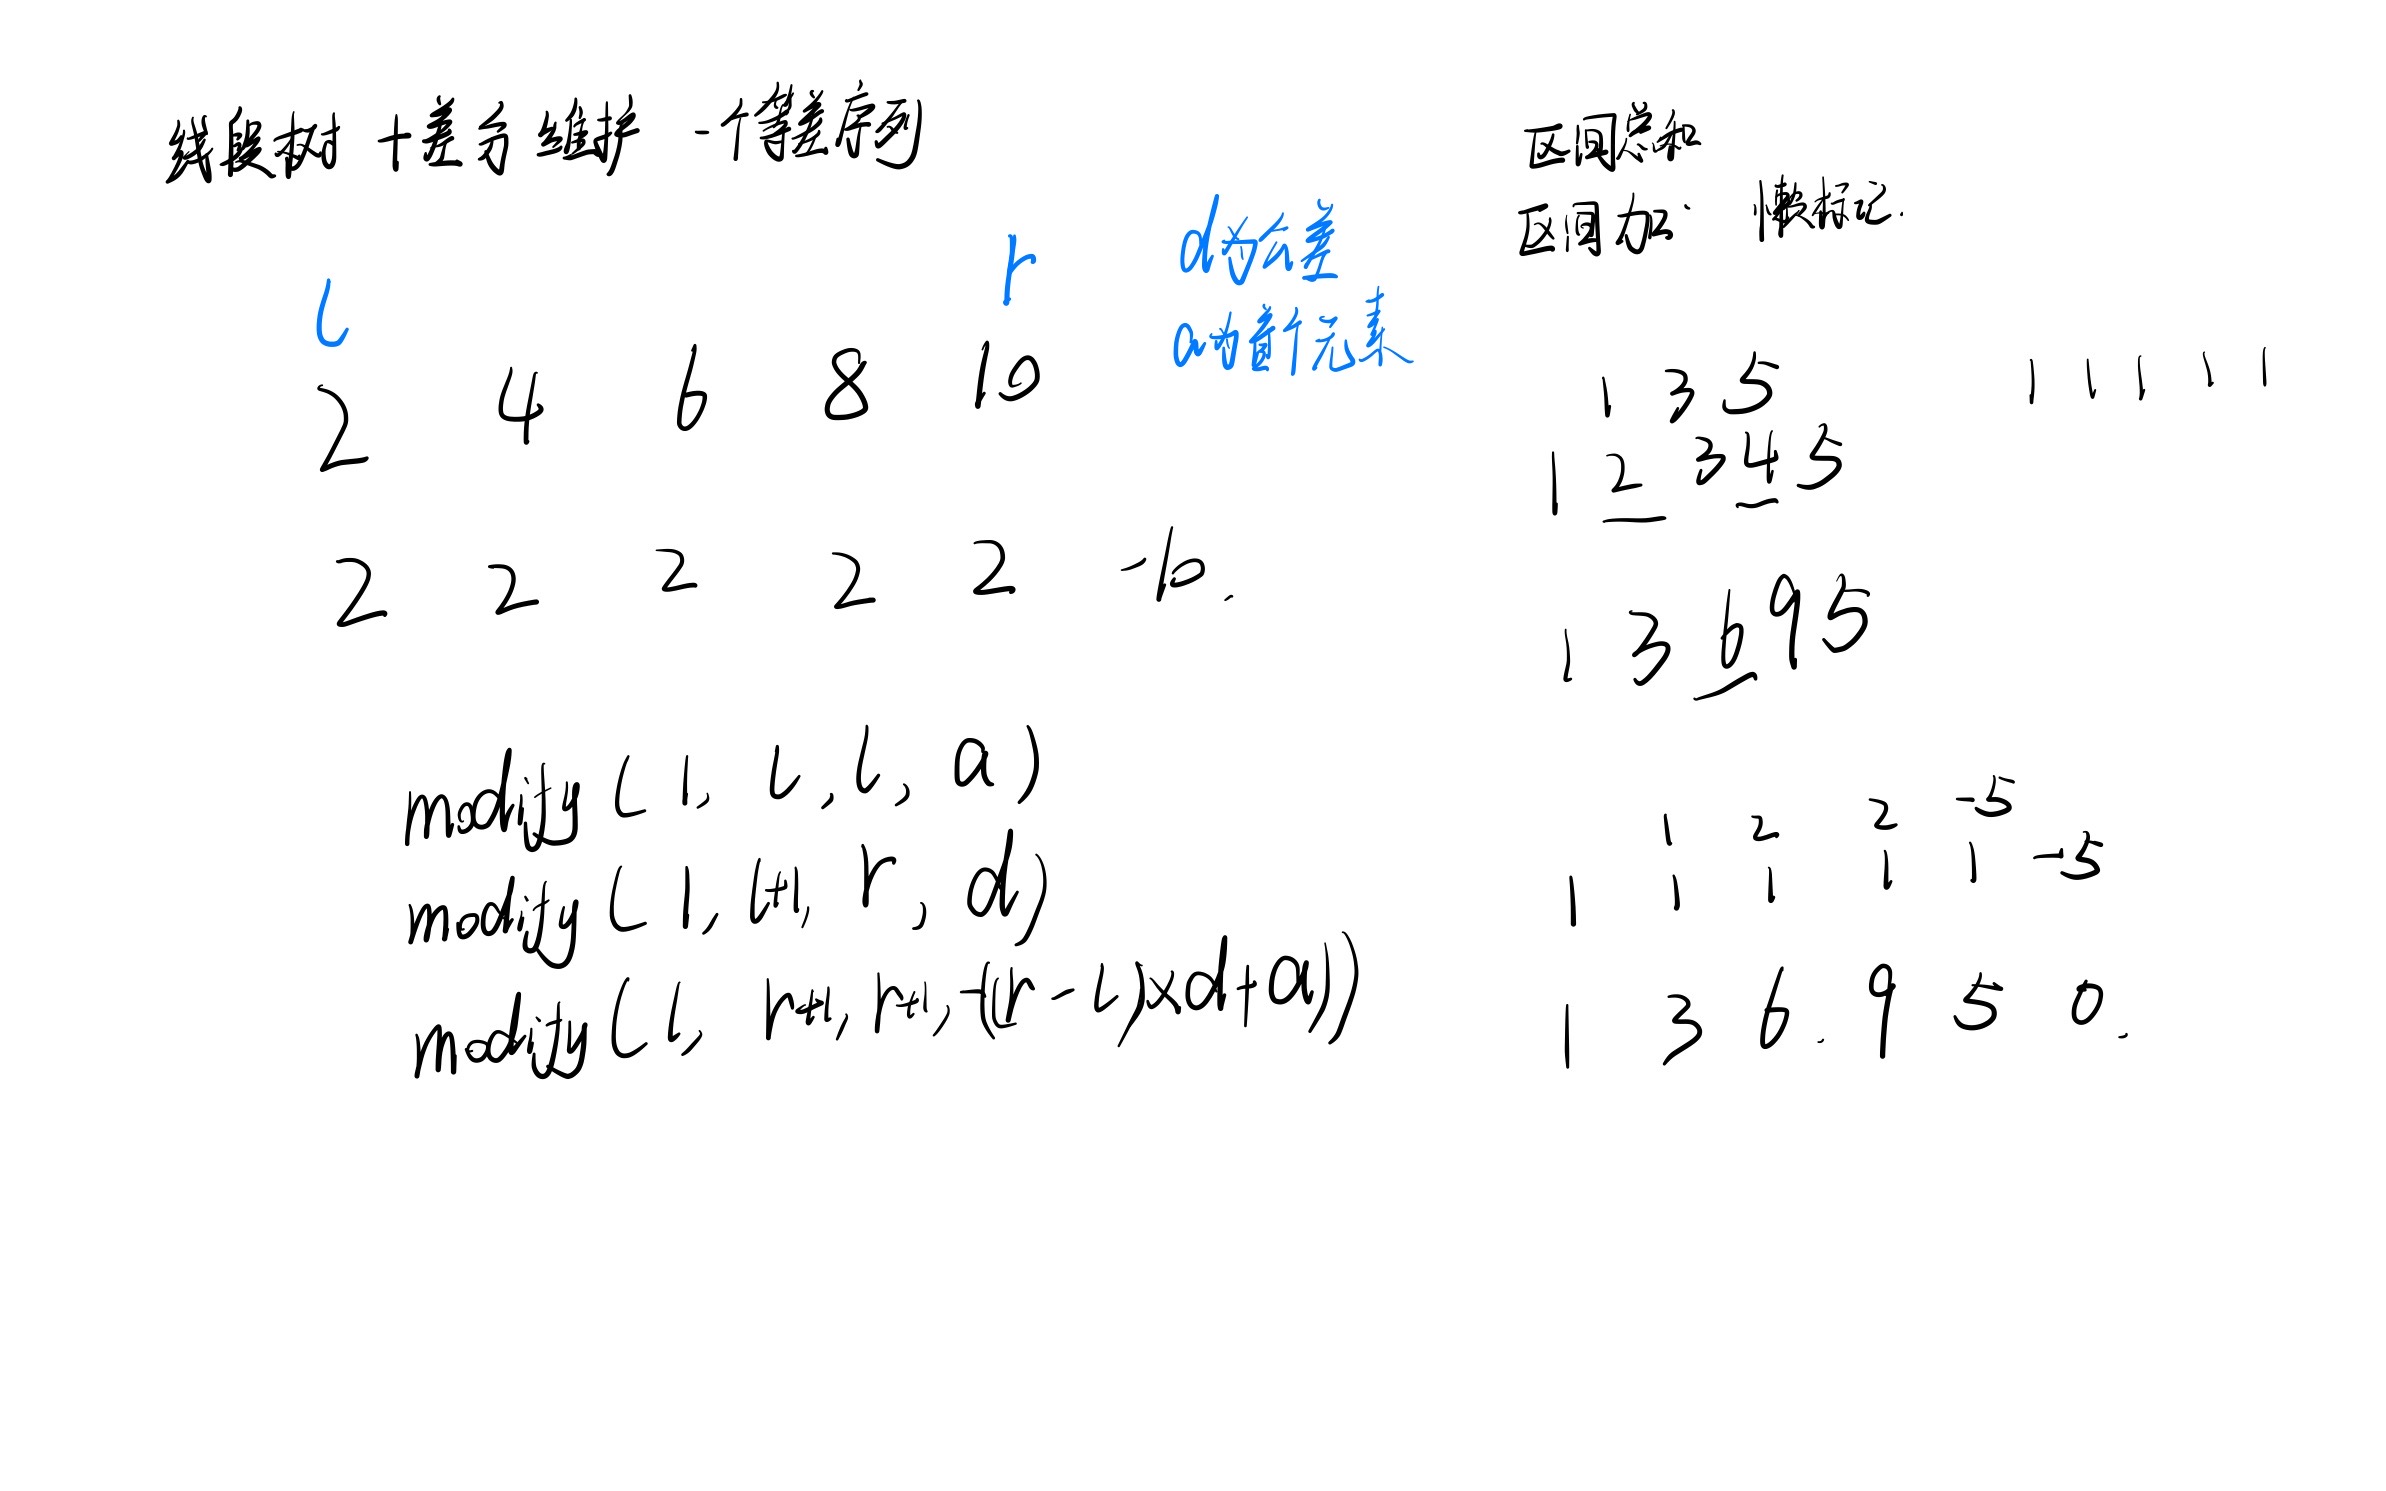 线段树 + 差分维护 一个等差序列
区间总和
区间加. 懒标记.
d为公差
a为首行元素
l r
2 4 6 8 10
2 2 2 2 2 -10.
modify(1, l, l, a)
modify(1, l+1, r, d)
modify(1, r+1, r+1, -((r-l)×d+a))
1 3 5
1 1 1 1 1
1 2 3 4 5
1 3 6 9 5
1 2 2 -5
1 1 1 1 1 -5
1 3 6. 9 5 0.